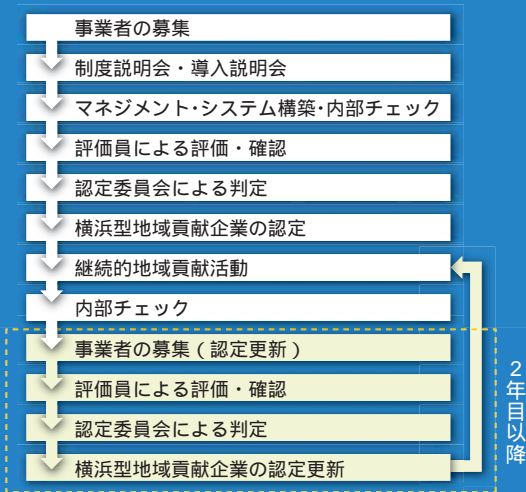 事業者の募集
制度説明会・導入説明会
マネジメント・システム構築・内部チェック
評価員による評価・確認
認定委員会による判定
横浜型地域貢献企業の認定
継続的地域貢献活動
内部チェック
事業者の募集（認定更新）
評価員による評価・確認
認定委員会による判定
横浜型地域貢献企業の認定更新
2年目以降